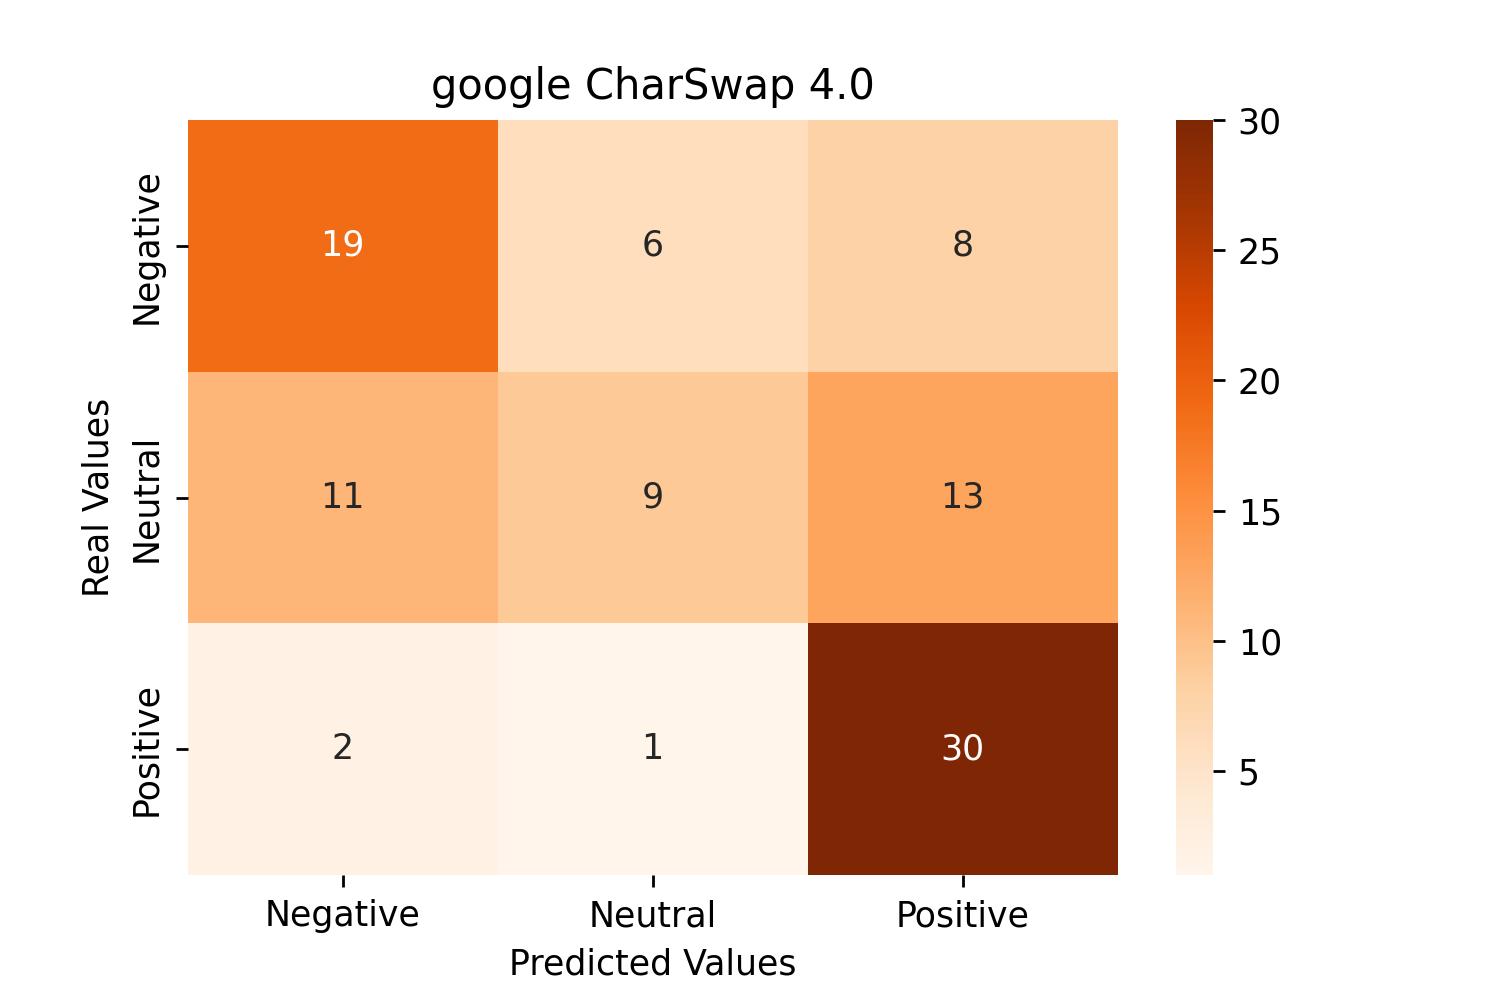 google CharSwap 4.0
Real Values
Negative
19 6 8
Neutral
11 9 13
Positive
2 1 30
Negative Neutral Positive
Predicted Values
30
25
20
15
10
5